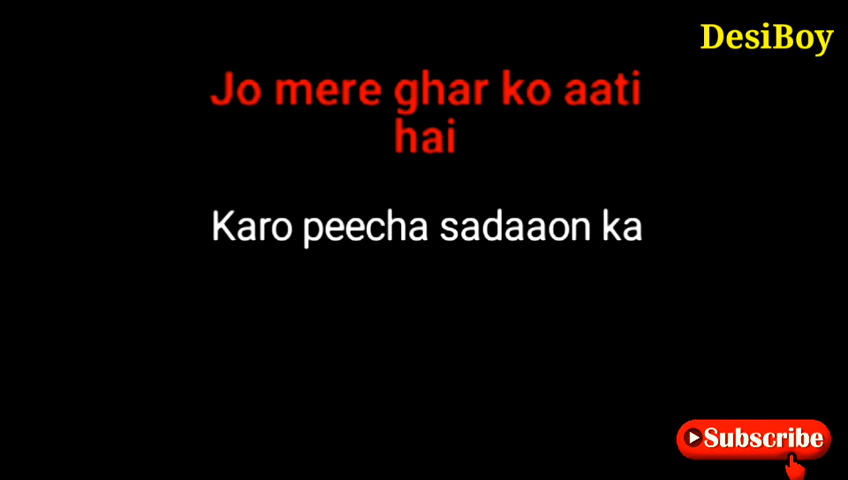 DesiBoy
Jo mere ghar ko aati
hai
Karo peecha sadaaon ka
Subscribe